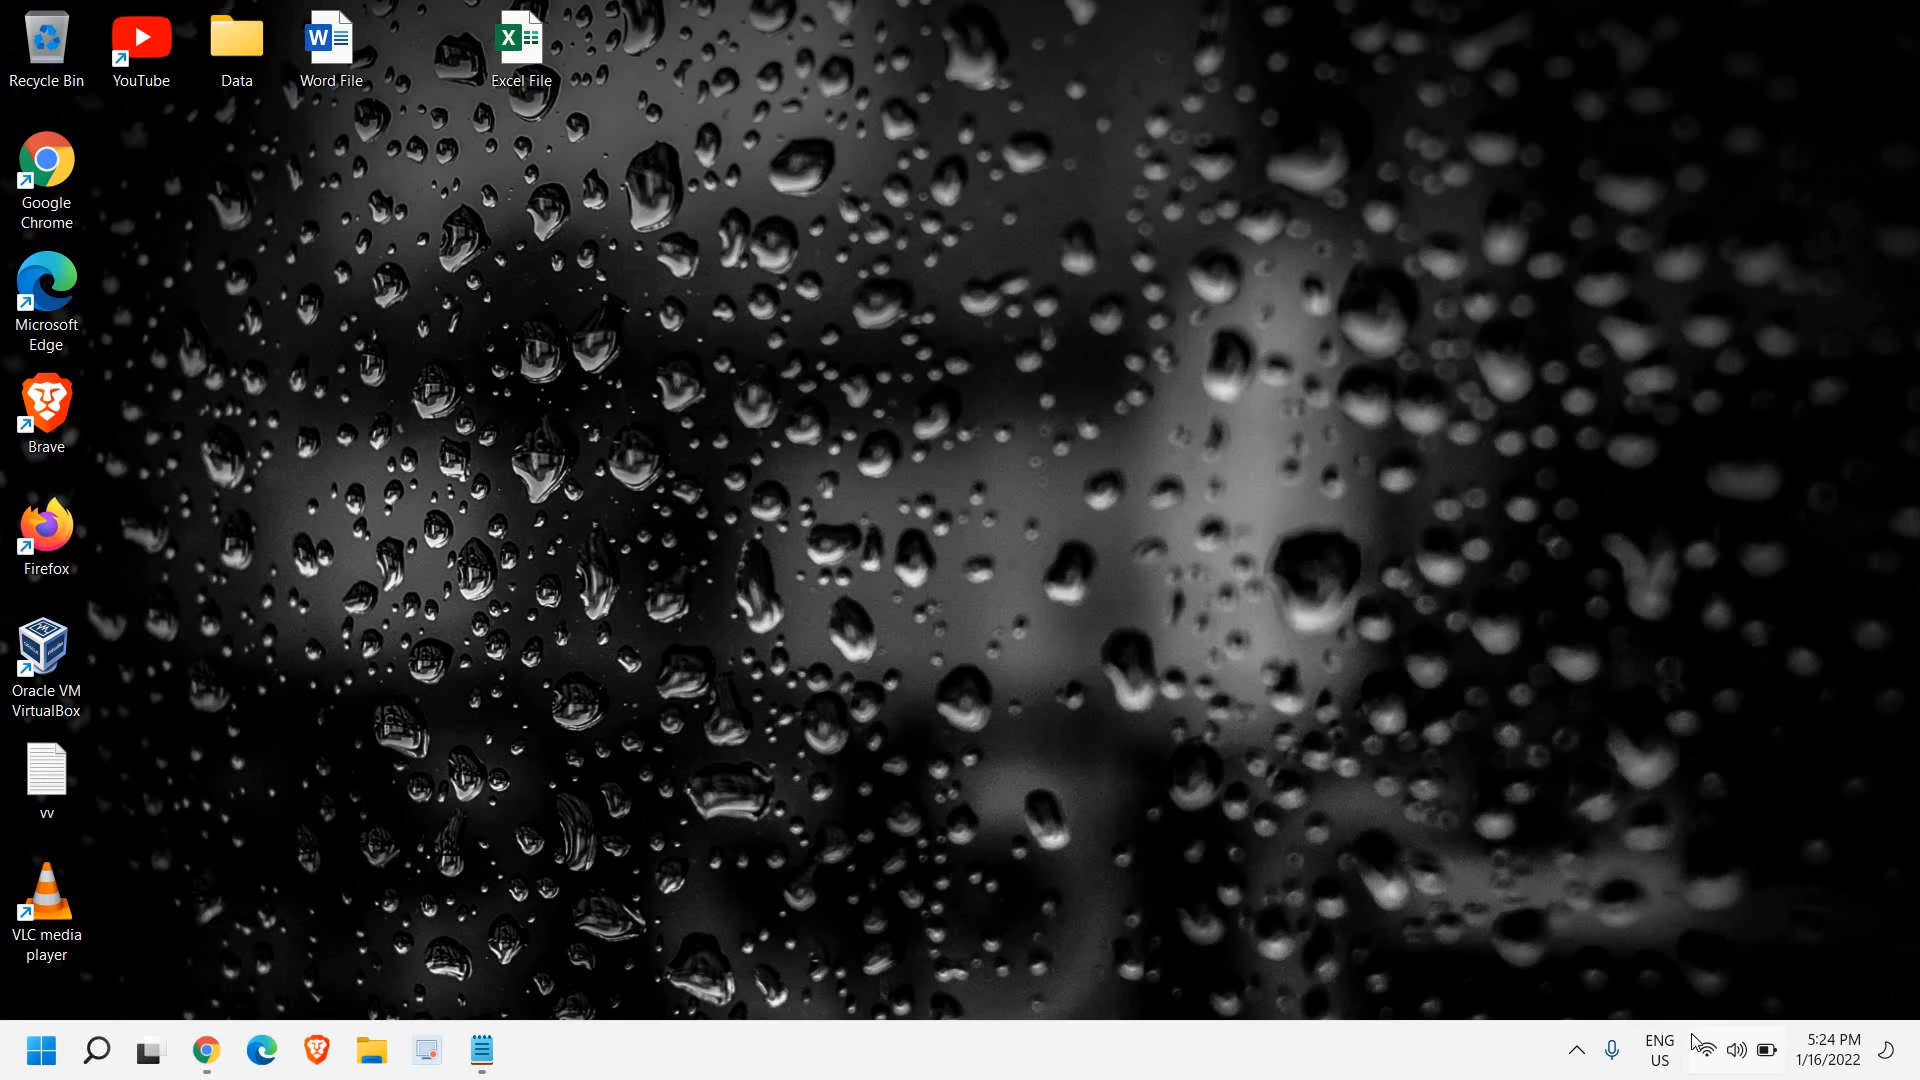 Recycle Bin
YouTube
Data
Word File
Excel File
Google
Chrome
Microsoft
Edge
Brave
Firefox
Oracle VM
VirtualBox
vv
VLC media
player
ENG
US
5:24 PM
1/16/2022